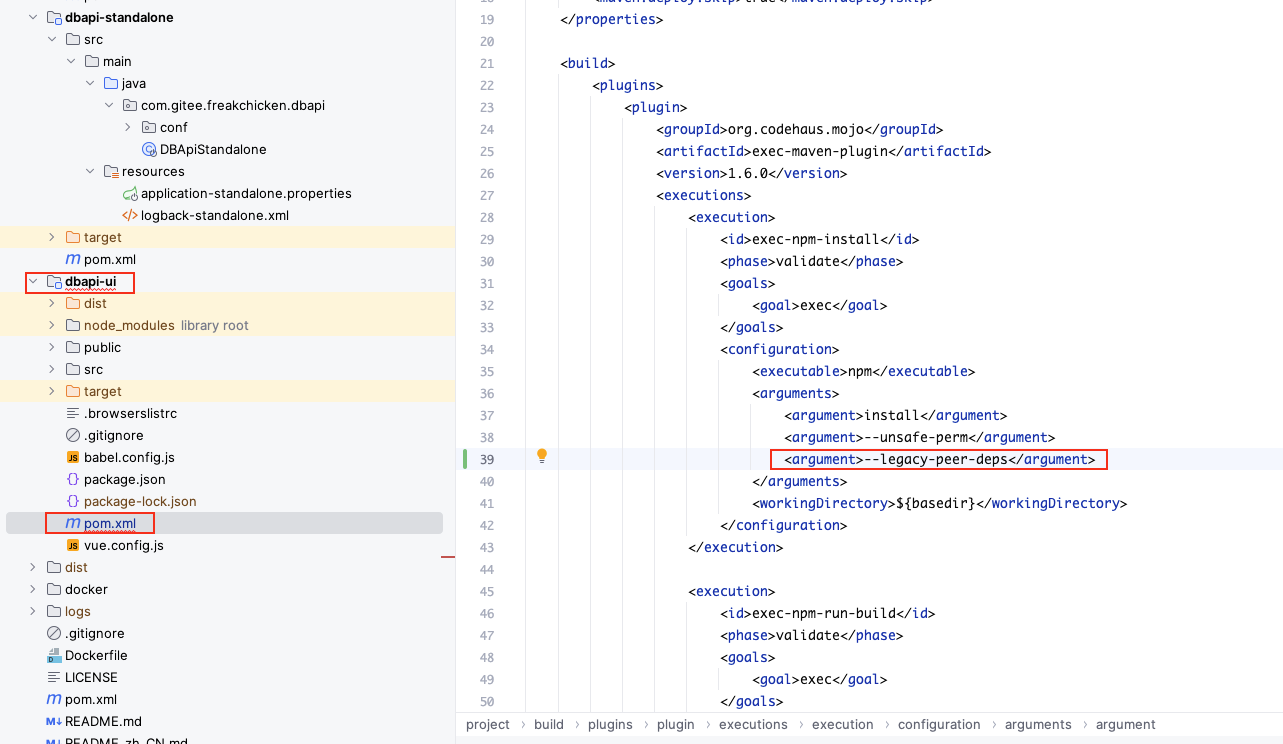 dbapi-standalone
src
main
java
com.gitee.freakchicken.dbapi
conf
DBApiStandalone
resources
application-standalone.properties
logback-standalone.xml
target
pom.xml
dbapi-ui
dist
node_modules library root
public
src
target
.browserslistrc
.gitignore
babel.config.js
package.json
package-lock.json
pom.xml
vue.config.js
dist
docker
logs
.gitignore
Dockerfile
LICENSE
pom.xml
README.md
README_zh_CN.md
19 </properties>
20
21 <build>
22 <plugins>
23 <plugin>
24 <groupId>org.codehaus.mojo</groupId>
25 <artifactId>exec-maven-plugin</artifactId>
26 <version>1.6.0</version>
27 <executions>
28 <execution>
29 <id>exec-npm-install</id>
30 <phase>validate</phase>
31 <goals>
32 <goal>exec</goal>
33 </goals>
34 <configuration>
35 <executable>npm</executable>
36 <arguments>
37 <argument>install</argument>
38 <argument>--unsafe-perm</argument>
39 <argument>--legacy-peer-deps</argument>
40 </arguments>
41 <workingDirectory>${basedir}</workingDirectory>
42 </configuration>
43 </execution>
44
45 <execution>
46 <id>exec-npm-run-build</id>
47 <phase>validate</phase>
48 <goals>
49 <goal>exec</goal>
50 </goals>
project › build › plugins › plugin › executions › execution › configuration › arguments › argument